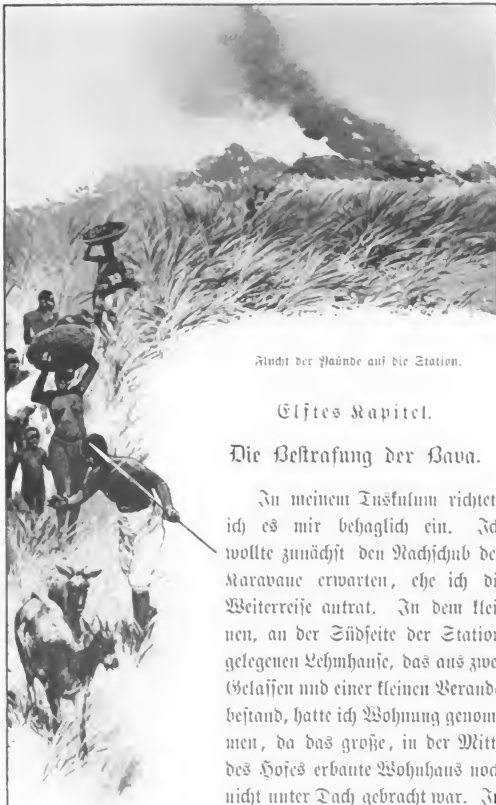 Flucht der Yaúnde auf die Station.
Elftes Kapitel.
Die Bestrafung der Bava.
In meinem Tuskulum richtet
ich es mir behaglich ein. Ich
wollte zunächst den Nachschub de
Karavane erwarten, ehe ich di
Weiterreise antrat. In dem klei
nen, an der Südseite der Station
gelegenen Lehmhause, das aus zwe
Gelassen und einer kleinen Veranda
bestand, hatte ich Wohnung genom
men, da das große, in der Mitt
des Hofes erbaute Wohnhaus noc
nicht unter Dach gebracht war. In